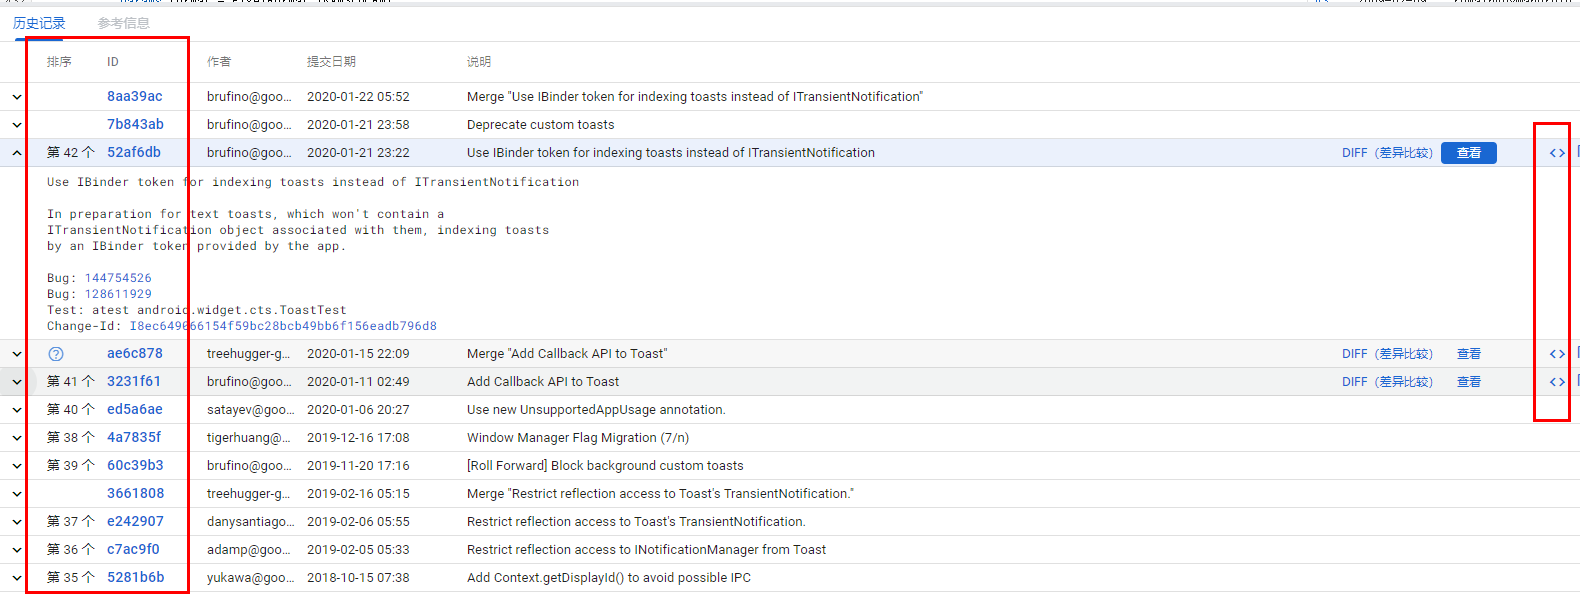 历史记录 参考信息
排序 ID 作者 提交日期 说明
8aa39ac brufino@goo... 2020-01-22 05:52 Merge "Use IBinder token for indexing toasts instead of ITransientNotification"
7b843ab brufino@goo... 2020-01-21 23:58 Deprecate custom toasts
第 42 个 52af6db brufino@goo... 2020-01-21 23:22 Use IBinder token for indexing toasts instead of ITransientNotification DIFF（差异比较） 查看 <>
Use IBinder token for indexing toasts instead of ITransientNotification
In preparation for text toasts, which won't contain a
ITransientNotification object associated with them, indexing toasts
by an IBinder token provided by the app.
Bug: 144754526
Bug: 128611929
Test: atest android.widget.cts.ToastTest
Change-Id: I8ec649066154f59bc28bcb49bb6f156eadb796d8
ae6c878 treehugger-g... 2020-01-15 22:09 Merge "Add Callback API to Toast" DIFF（差异比较） 查看 <>
第 41 个 3231f61 brufino@goo... 2020-01-11 02:49 Add Callback API to Toast DIFF（差异比较） 查看 <>
第 40 个 ed5a6ae satayev@goo... 2020-01-06 20:27 Use new UnsupportedAppUsage annotation.
第 38 个 4a7835f tigerhuang@... 2019-12-16 17:08 Window Manager Flag Migration (7/n)
第 39 个 60c39b3 brufino@goo... 2019-11-20 17:16 [Roll Forward] Block background custom toasts
3661808 treehugger-g... 2019-02-16 05:15 Merge "Restrict reflection access to Toast's TransientNotification."
第 37 个 e242907 danysantiago... 2019-02-06 05:55 Restrict reflection access to Toast's TransientNotification.
第 36 个 c7ac9f0 adamp@goo... 2019-02-05 05:33 Restrict reflection access to INotificationManager from Toast
第 35 个 5281b6b yukawa@goo... 2018-10-15 07:38 Add Context.getDisplayId() to avoid possible IPC